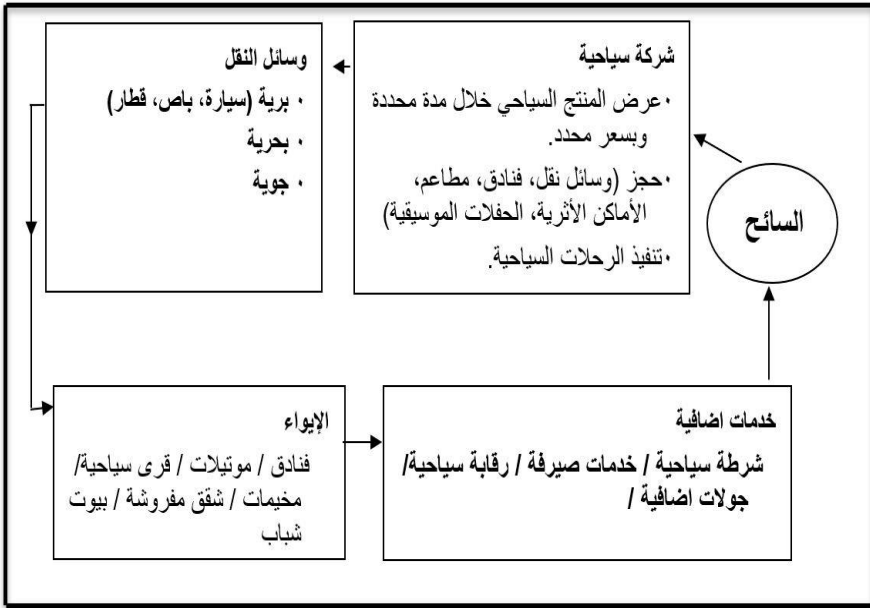 السائح
شركة سياحية
· عرض المنتج السياحي خلال مدة محددة
وبسعر محدد.
· حجز (وسائل نقل، فنادق، مطاعم،
الأماكن الأثرية، الحفلات الموسيقية)
· تنفيذ الرحلات السياحية.
وسائل النقل
· برية (سيارة، باص، قطار)
· بحرية
· جوية
الإيواء
فنادق / موتيلات / قرى سياحية/
مخيمات / شقق مفروشة / بيوت
شباب
خدمات اضافية
شرطة سياحية / خدمات صيرفة / رقابة سياحية/
جولات اضافية /